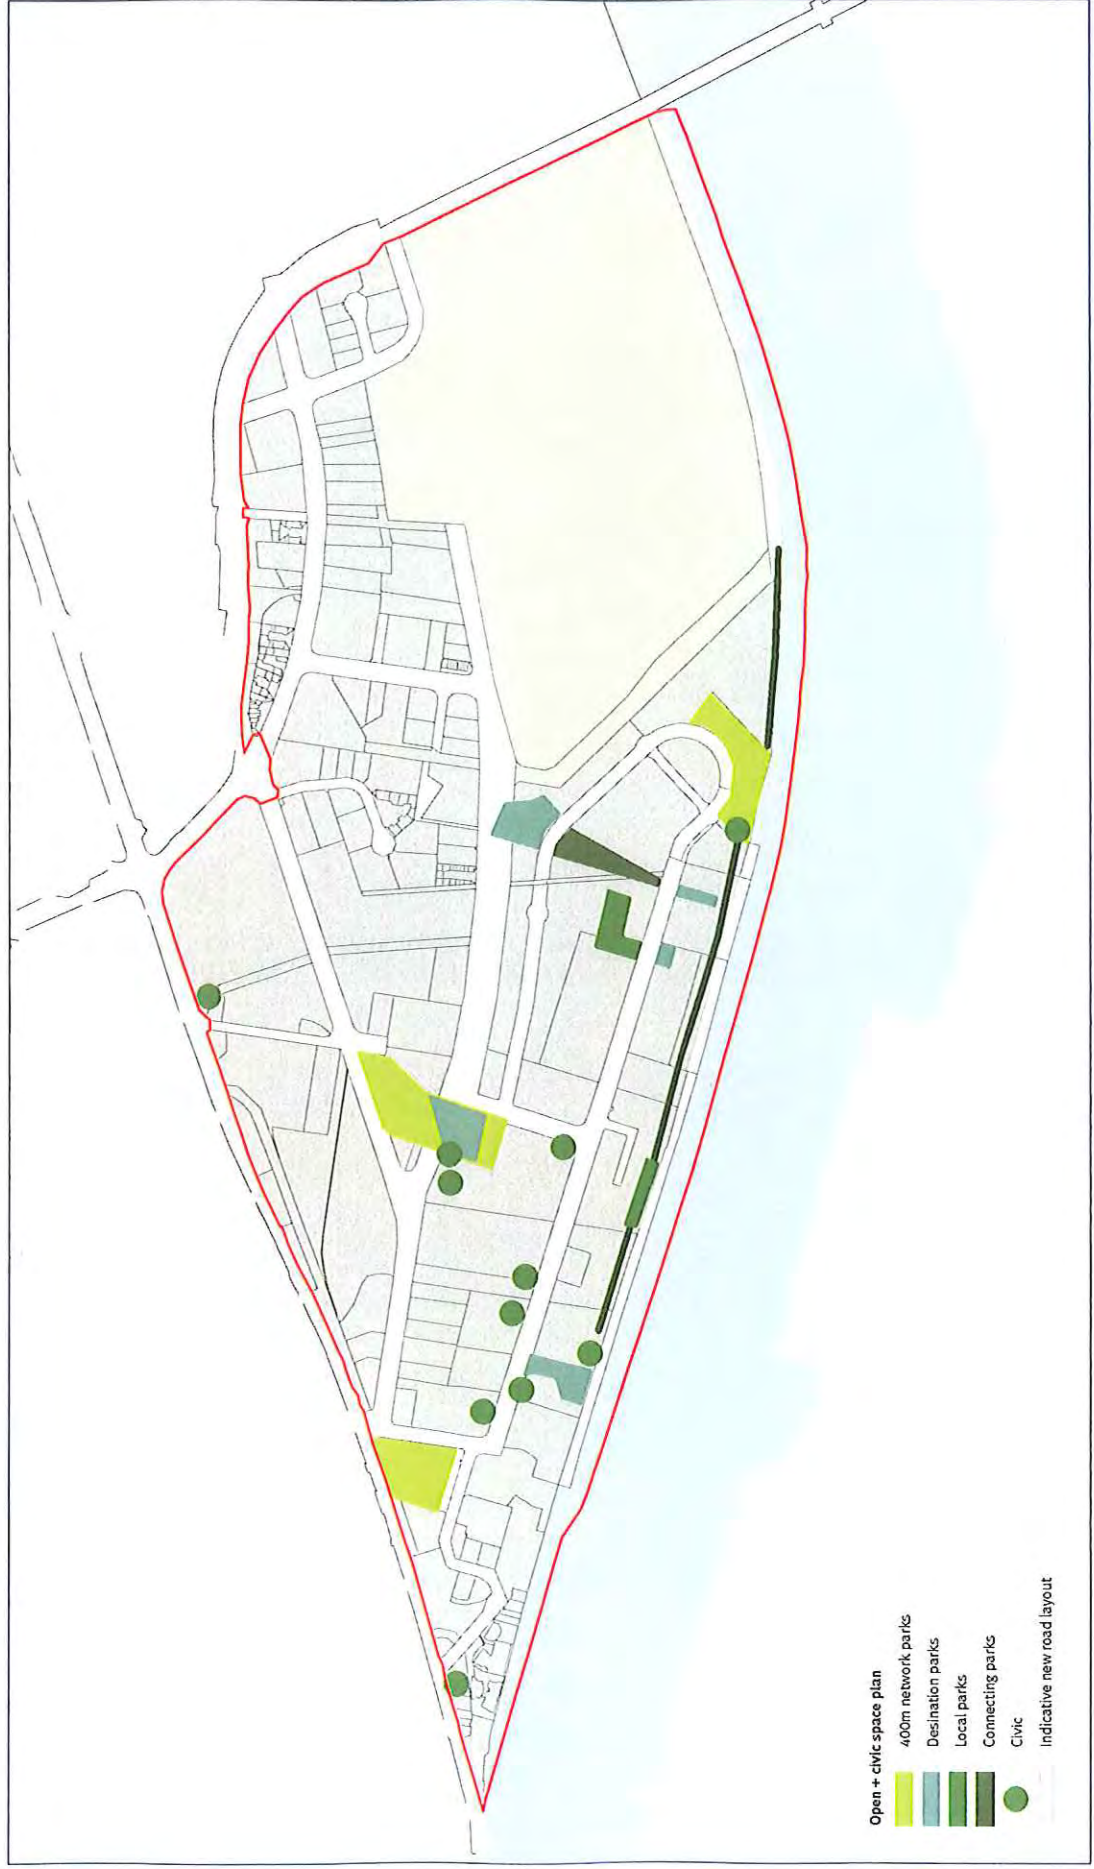 Open + civic space plan
400m network parks
Desination parks
Local parks
Connecting parks
Civic
Indicative new road layout